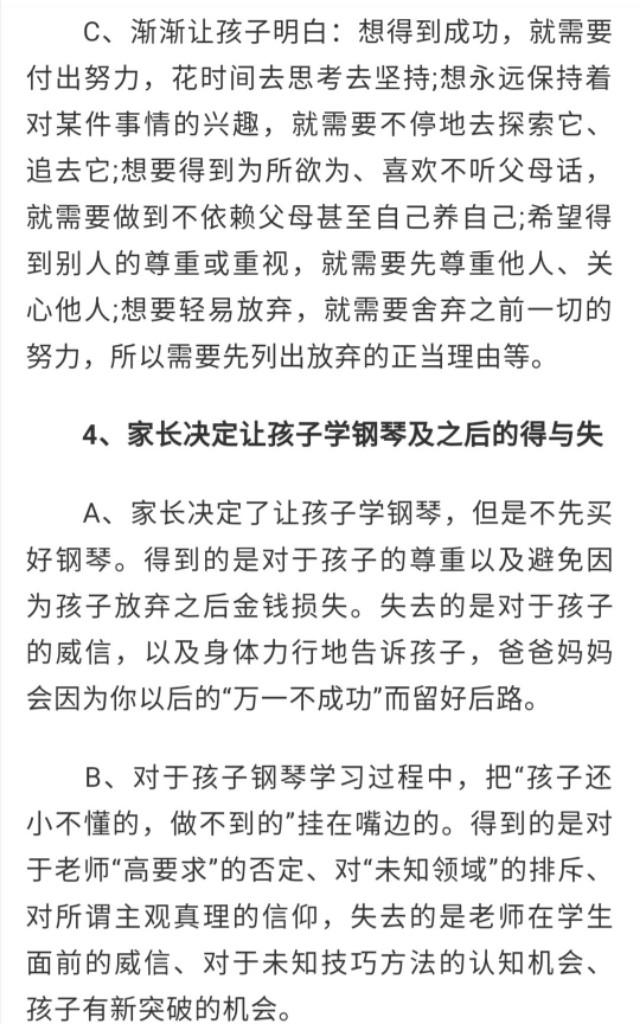 C、渐渐让孩子明白：想得到成功，就需要
付出努力，花时间去思考去坚持;想永远保持着
对某件事情的兴趣，就需要不停地去探索它、
追去它;想要得到为所欲为、喜欢不听父母话，
就需要做到不依赖父母甚至自己养自己;希望得
到别人的尊重或重视，就需要先尊重他人、关
心他人;想要轻易放弃，就需要舍弃之前一切的
努力，所以需要先列出放弃的正当理由等。
4、家长决定让孩子学钢琴及之后的得与失
A、家长决定了让孩子学钢琴，但是不先买
好钢琴。得到的是对于孩子的尊重以及避免因
为孩子放弃之后金钱损失。失去的是对于孩子
的威信，以及身体力行地告诉孩子，爸爸妈妈
会因为你以后的“万一不成功”而留好后路。
B、对于孩子钢琴学习过程中，把“孩子还
小不懂的，做不到的”挂在嘴边的。得到的是对
于老师“高要求”的否定、对“未知领域”的排斥、
对所谓主观真理的信仰，失去的是老师在学生
面前的威信、对于未知技巧方法的认知机会、
孩子有新突破的机会。